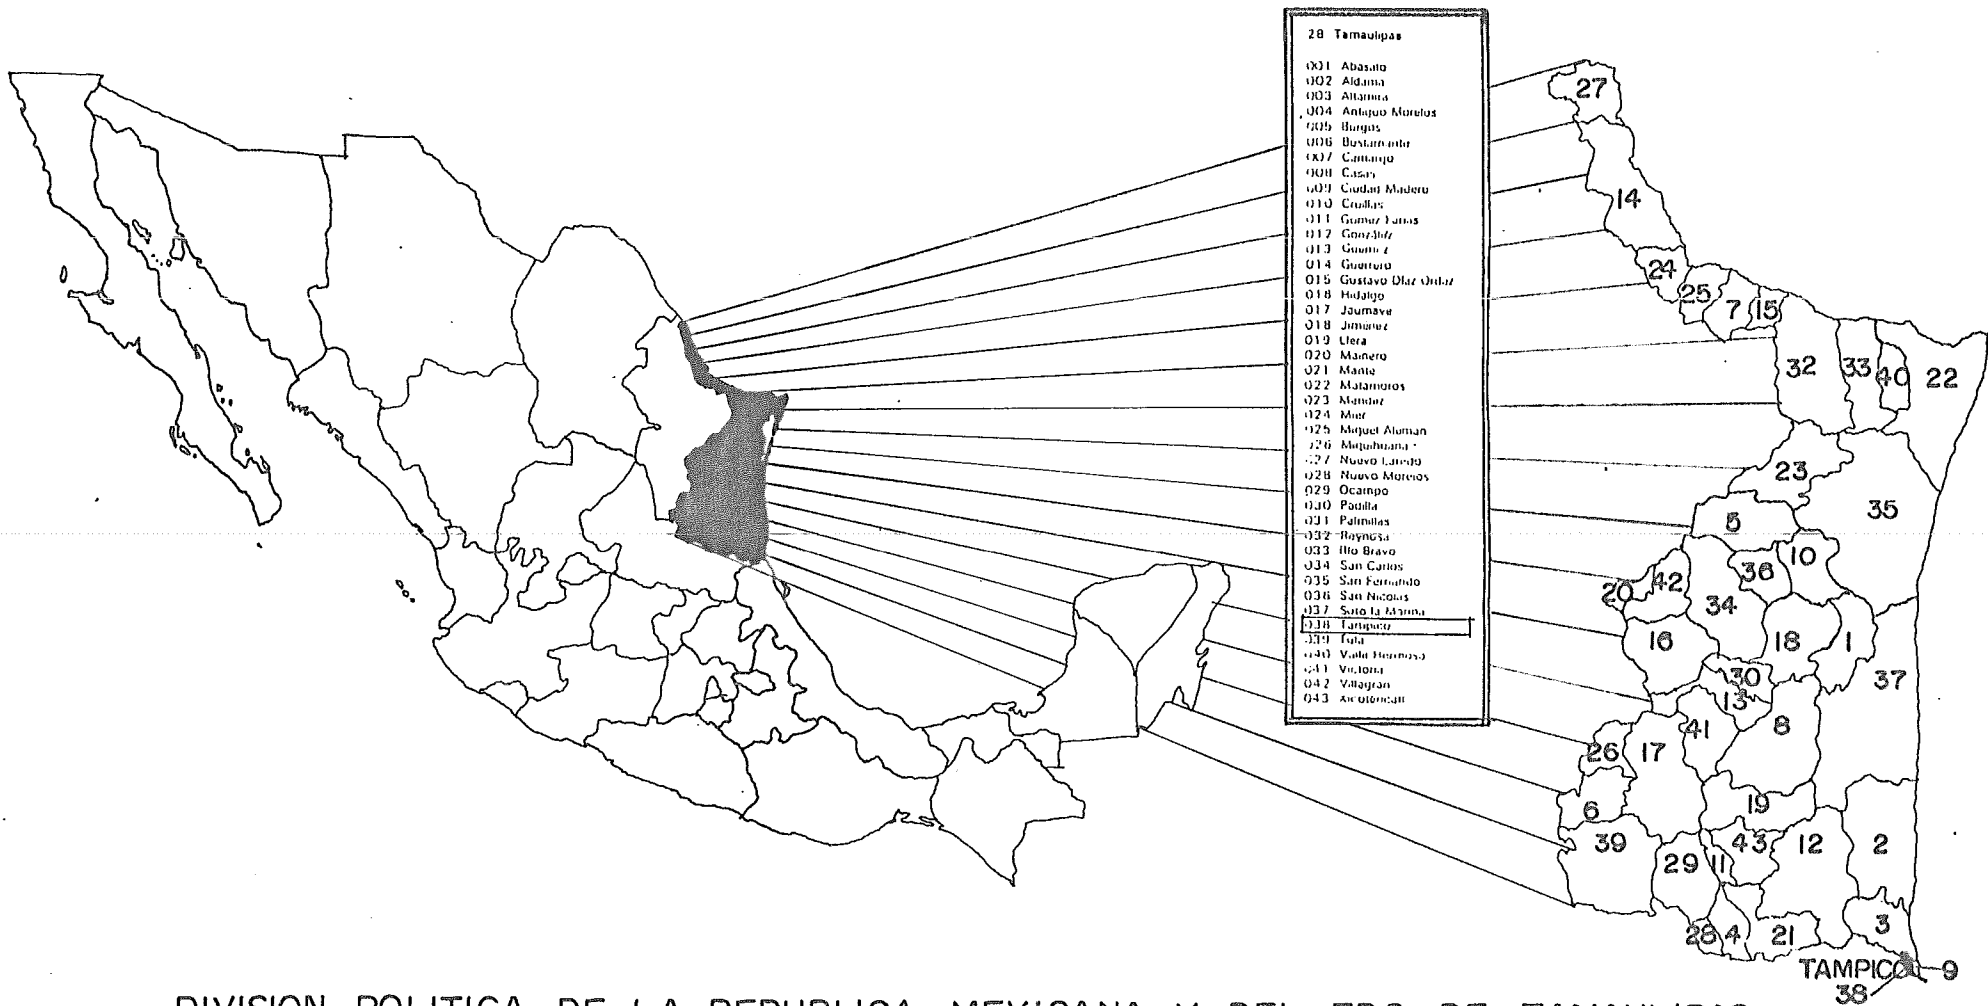 28 Tamaulipas
001 Abasolo
002 Aldama
003 Altamira
004 Antiguo Morelos
005 Burgos
006 Bustamante
007 Camargo
008 Casas
009 Ciudad Madero
010 Cruillas
011 Gomez Farias
012 González
013 Guemez
014 Guerrero
015 Gustavo Díaz Ordaz
016 Hidalgo
017 Jaumave
018 Jimenez
019 Llera
020 Mainero
021 Mante
022 Matamoros
023 Mendez
024 Mier
025 Miguel Aleman
026 Miquihuana
027 Nuevo Laredo
028 Nuevo Morelos
029 Ocampo
030 Padilla
031 Palmillas
032 Reynosa
033 Rio Bravo
034 San Carlos
035 San Fernando
036 San Nicolas
037 Soto la Marina
038 Tampico
039 Tula
040 Valle Hermoso
041 Victoria
042 Villagran
043 Xicoténcatl
27
14
24
25
7
15
32
33
40
22
23
35
5
10
36
42
20
34
16
18
1
30
37
13
8
41
26
17
6
19
39
43
12
2
29
11
3
28
4
21
TAMPICO
9
38
DIVISION POLITICA DE LA REPUBLICA MEXICANA Y DEL EDO. DE TAMAULIPAS